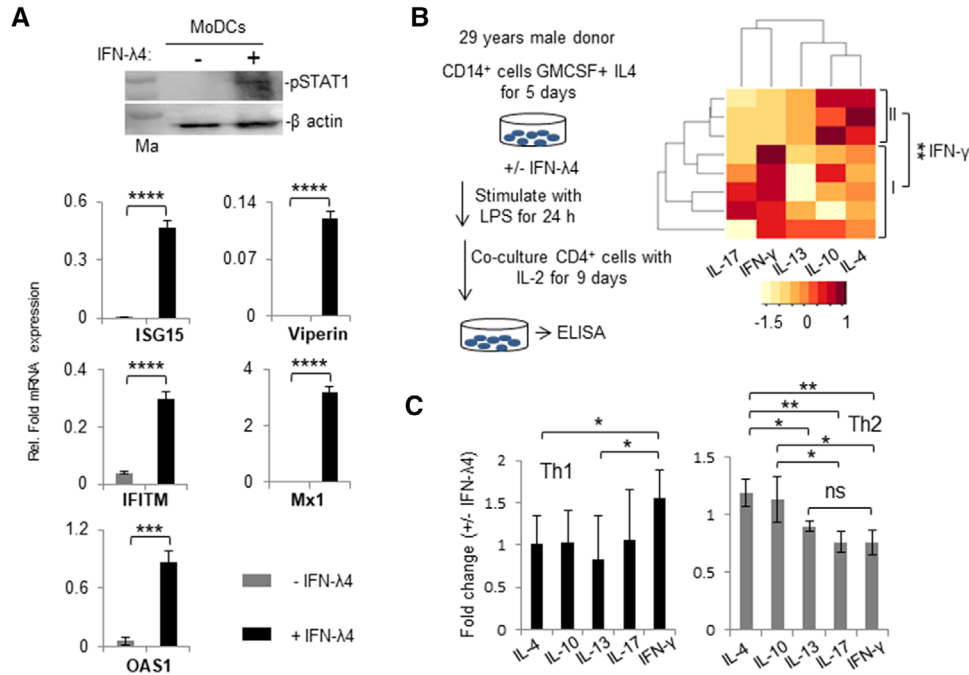 A
MoDCs
IFN-λ4:
-
+
-pSTAT1
-β actin
Ma
Rel. Fold mRNA expression
0.6
0.3
0
****
ISG15
0.14
0.07
0
****
Viperin
0.4
0.2
0
****
IFITM
4
2
0
****
Mx1
1.2
0.6
0
***
OAS1
- IFN-λ4
+ IFN-λ4
B
29 years male donor
CD14⁺ cells GMCSF+ IL4
for 5 days
+/- IFN-λ4
Stimulate with
LPS for 24 h
Co-culture CD4⁺ cells with
IL-2 for 9 days
ELISA
II
I
** IFN-γ
IL-17
IFN-γ
IL-13
IL-10
IL-4
-1.5 0 1
C
Fold change (+/- IFN-λ4)
2
1.5
1
0.5
0
Th1
*
*
IL-4
IL-10
IL-13
IL-17
IFN-γ
1.5
1
0.5
0
Th2
**
**
*
*
*
ns
IL-4
IL-10
IL-13
IL-17
IFN-γ